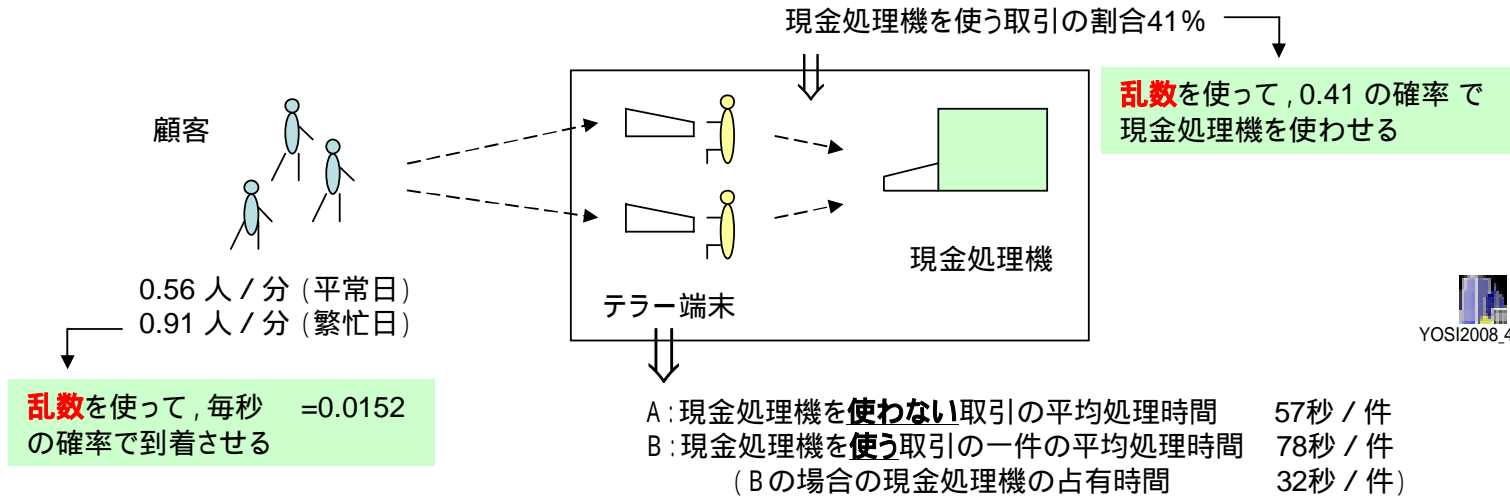 現金処理機を使う取引の割合41%
乱数を使って , 0.41 の確率 で
現金処理機を使わせる
顧客
現金処理機
0.56 人 / 分 (平常日)
0.91 人 / 分 (繁忙日)
テラー端末
YOSI2008_4
乱数を使って , 毎秒 =0.0152
の確率で到着させる
A : 現金処理機を使わない取引の平均処理時間 57秒 / 件
B : 現金処理機を使う取引の一件の平均処理時間 78秒 / 件
( Bの場合の現金処理機の占有時間 32秒 / 件)